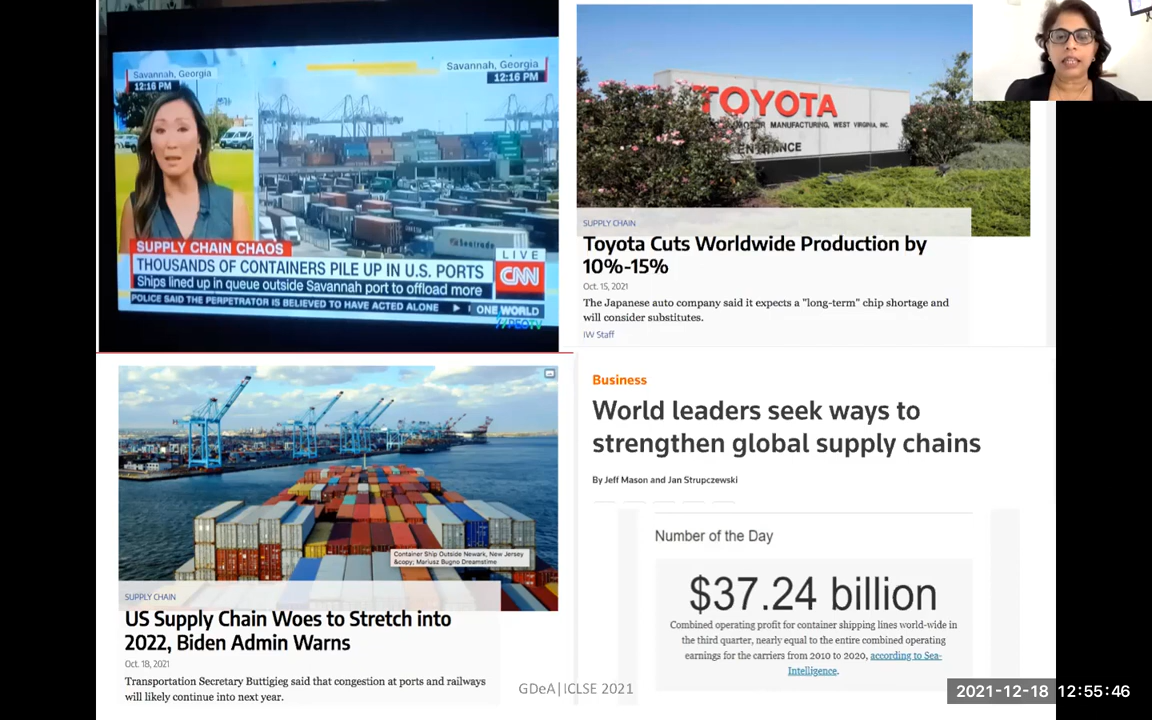 Savannah, Georgia
12:16 PM
Savannah, Georgia
12:16 PM
Seatrade
SUPPLY CHAIN CHAOS
THOUSANDS OF CONTAINERS PILE UP IN U.S. PORTS
Ships lined up in queue outside Savannah port to offload more
LIVE
CNN
POLICE SAID THE PERPETRATOR IS BELIEVED TO HAVE ACTED ALONE
ONE WORLD
PEOTV
TOYOTA
MOTOR MANUFACTURING, WEST VIRGINIA, INC.
ENTRANCE
SUPPLY CHAIN
Toyota Cuts Worldwide Production by
10%-15%
Oct. 15, 2021
The Japanese auto company said it expects a "long-term" chip shortage and
will consider substitutes.
IW Staff
Container Ship Outside Newark, New Jersey
&copy; Mariusz Bugno Dreamstime
SUPPLY CHAIN
US Supply Chain Woes to Stretch into
2022, Biden Admin Warns
Oct. 18, 2021
Transportation Secretary Buttigieg said that congestion at ports and railways
will likely continue into next year.
Business
World leaders seek ways to
strengthen global supply chains
By Jeff Mason and Jan Strupczewski
Number of the Day
$37.24 billion
Combined operating profit for container shipping lines world-wide in
the third quarter, nearly equal to the entire combined operating
earnings for the carriers from 2010 to 2020, according to Sea-
Intelligence.
GDeA|ICLSE 2021
2021-12-18 12:55:46